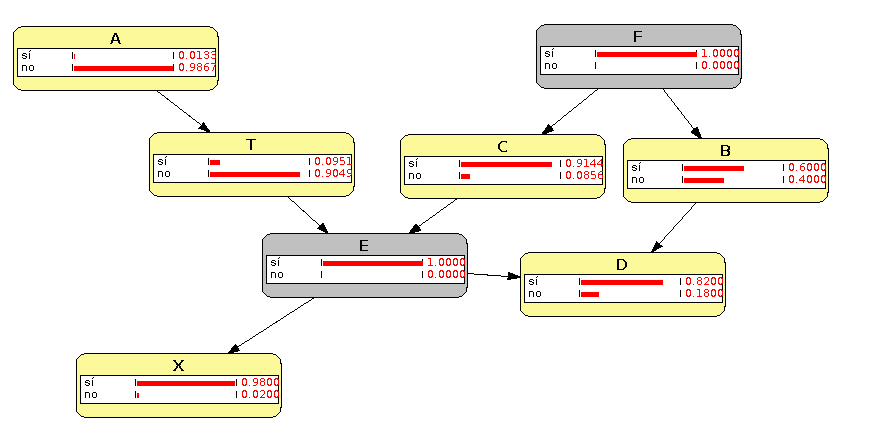 A
sí 0.0133
no 0.9867
F
sí 1.0000
no 0.0000
T
sí 0.0951
no 0.9049
C
sí 0.9144
no 0.0856
B
sí 0.6000
no 0.4000
E
sí 1.0000
no 0.0000
D
sí 0.8200
no 0.1800
X
sí 0.9800
no 0.0200